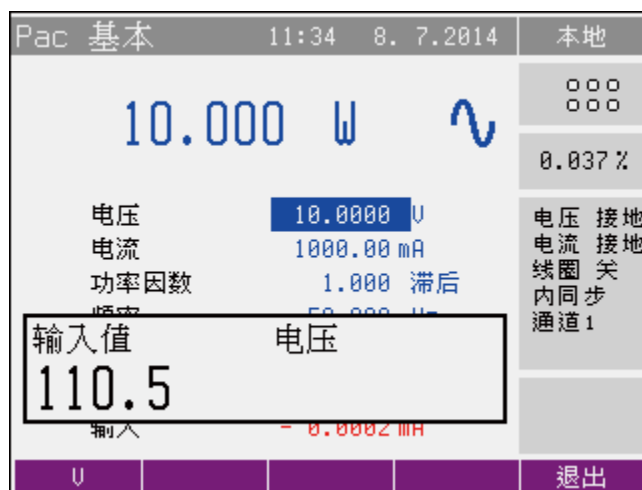 Pac 基本 11:34 8. 7.2014 本地
10.000 W
0.037%
电压 10.0000 V
电流 1000.00 mA
功率因数 1.000 滞后
电压 接地
电流 接地
线圈 关
内同步
通道1
输入值 电压
110.5
- 0.0002 mA
V 退出